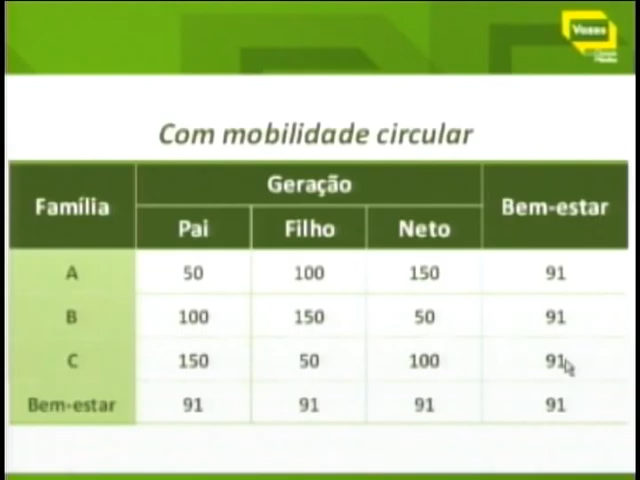 Vozes
Com mobilidade circular
Família Geração Bem-estar
Pai Filho Neto
A 50 100 150 91
B 100 150 50 91
C 150 50 100 91
Bem-estar 91 91 91 91